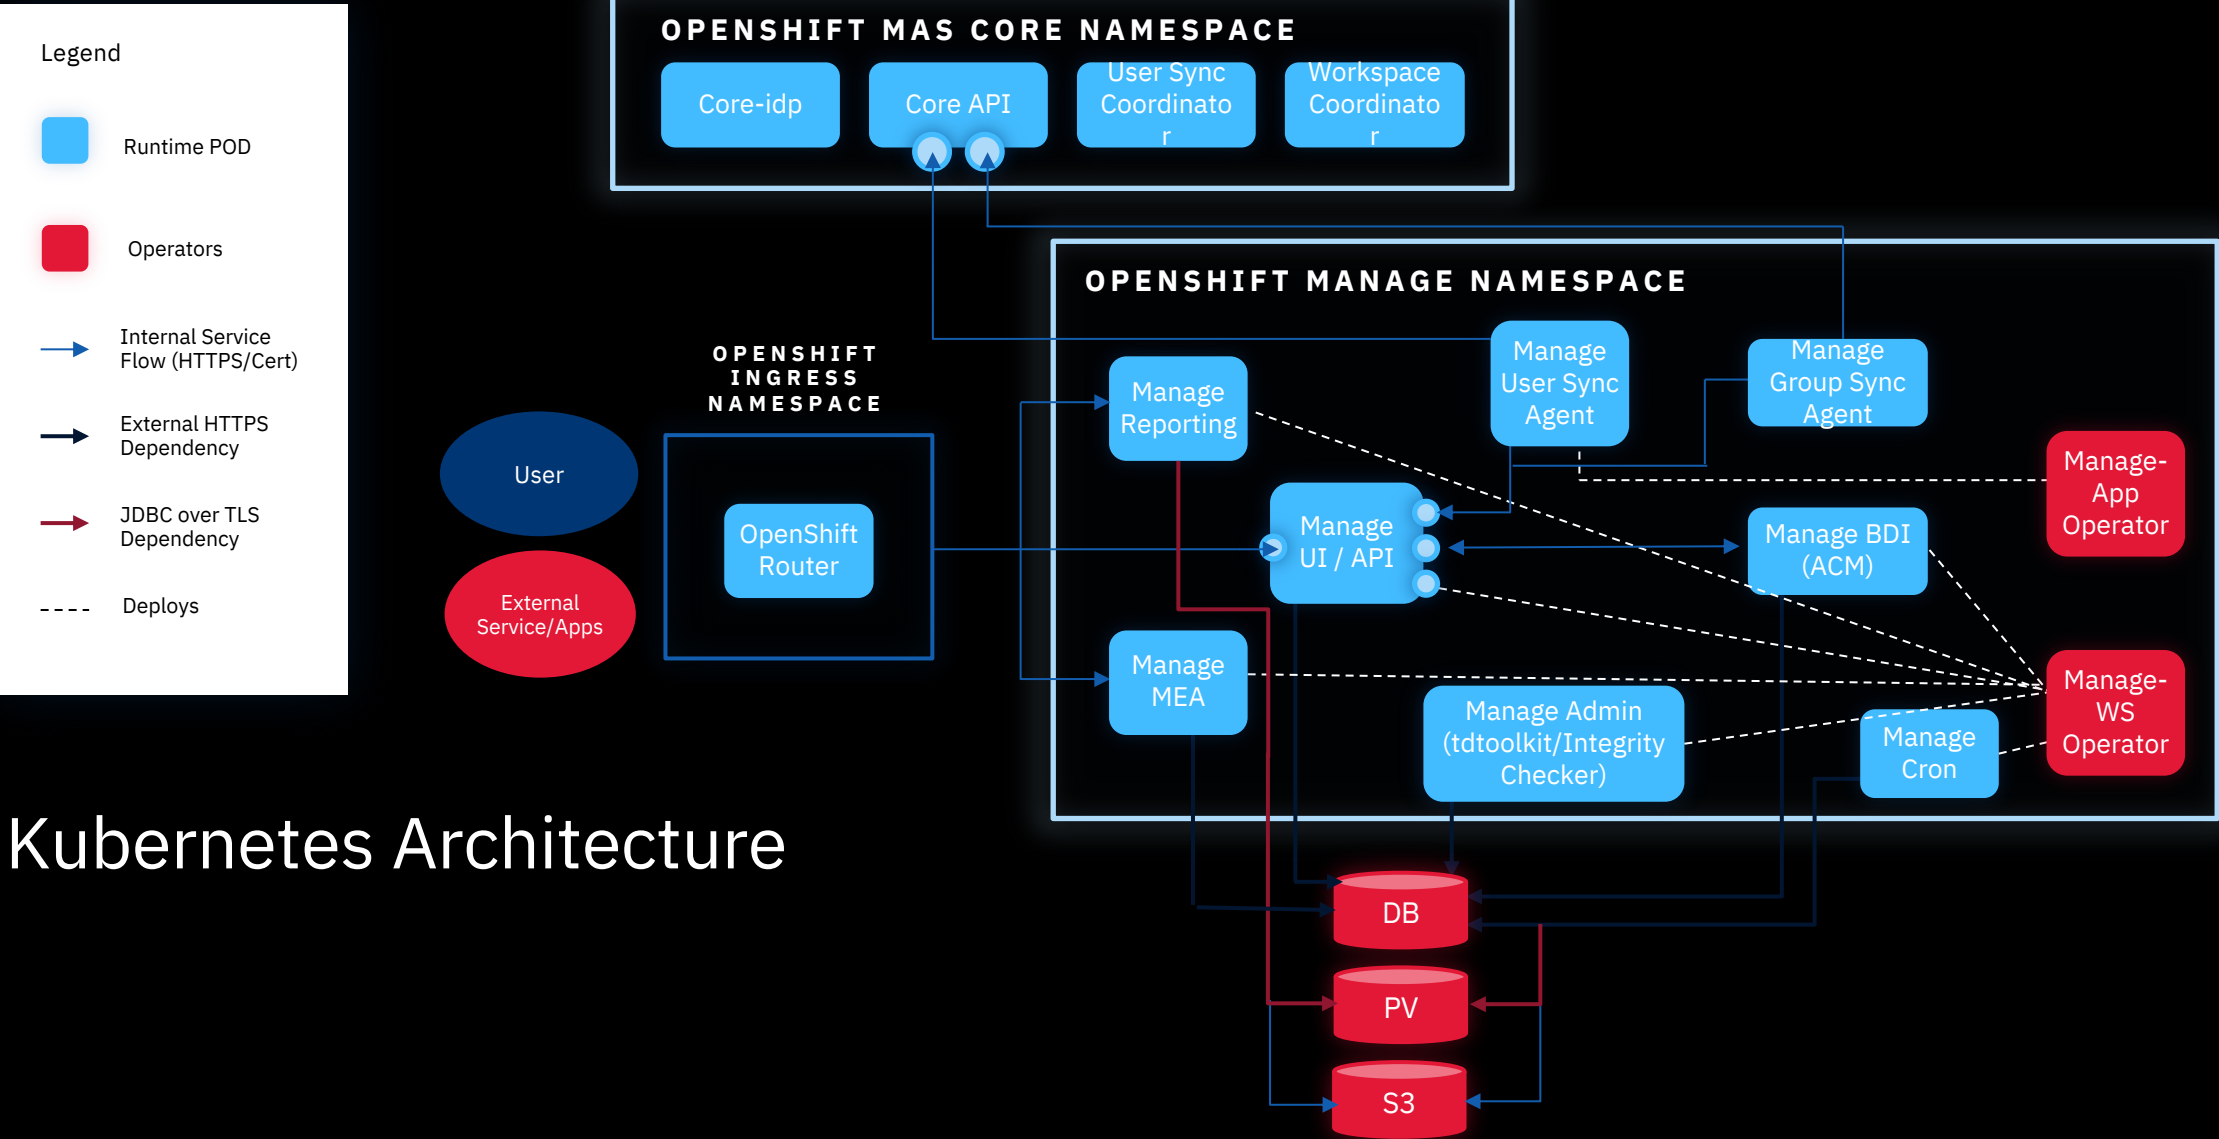 Legend
Runtime POD
Operators
Internal Service
Flow (HTTPS/Cert)
External HTTPS
Dependency
JDBC over TLS
Dependency
Deploys
OPENSHIFT MAS CORE NAMESPACE
Core-idp
Core API
User Sync
Coordinato
r
Workspace
Coordinato
r
OPENSHIFT MANAGE NAMESPACE
OPENSHIFT
INGRESS
NAMESPACE
User
External
Service/Apps
OpenShift
Router
Manage
Reporting
Manage
User Sync
Agent
Manage
Group Sync
Agent
Manage-
App
Operator
Manage
UI / API
Manage BDI
(ACM)
Manage
MEA
Manage Admin
(tdtoolkit/Integrity
Checker)
Manage
Cron
Manage-
WS
Operator
Kubernetes Architecture
DB
PV
S3